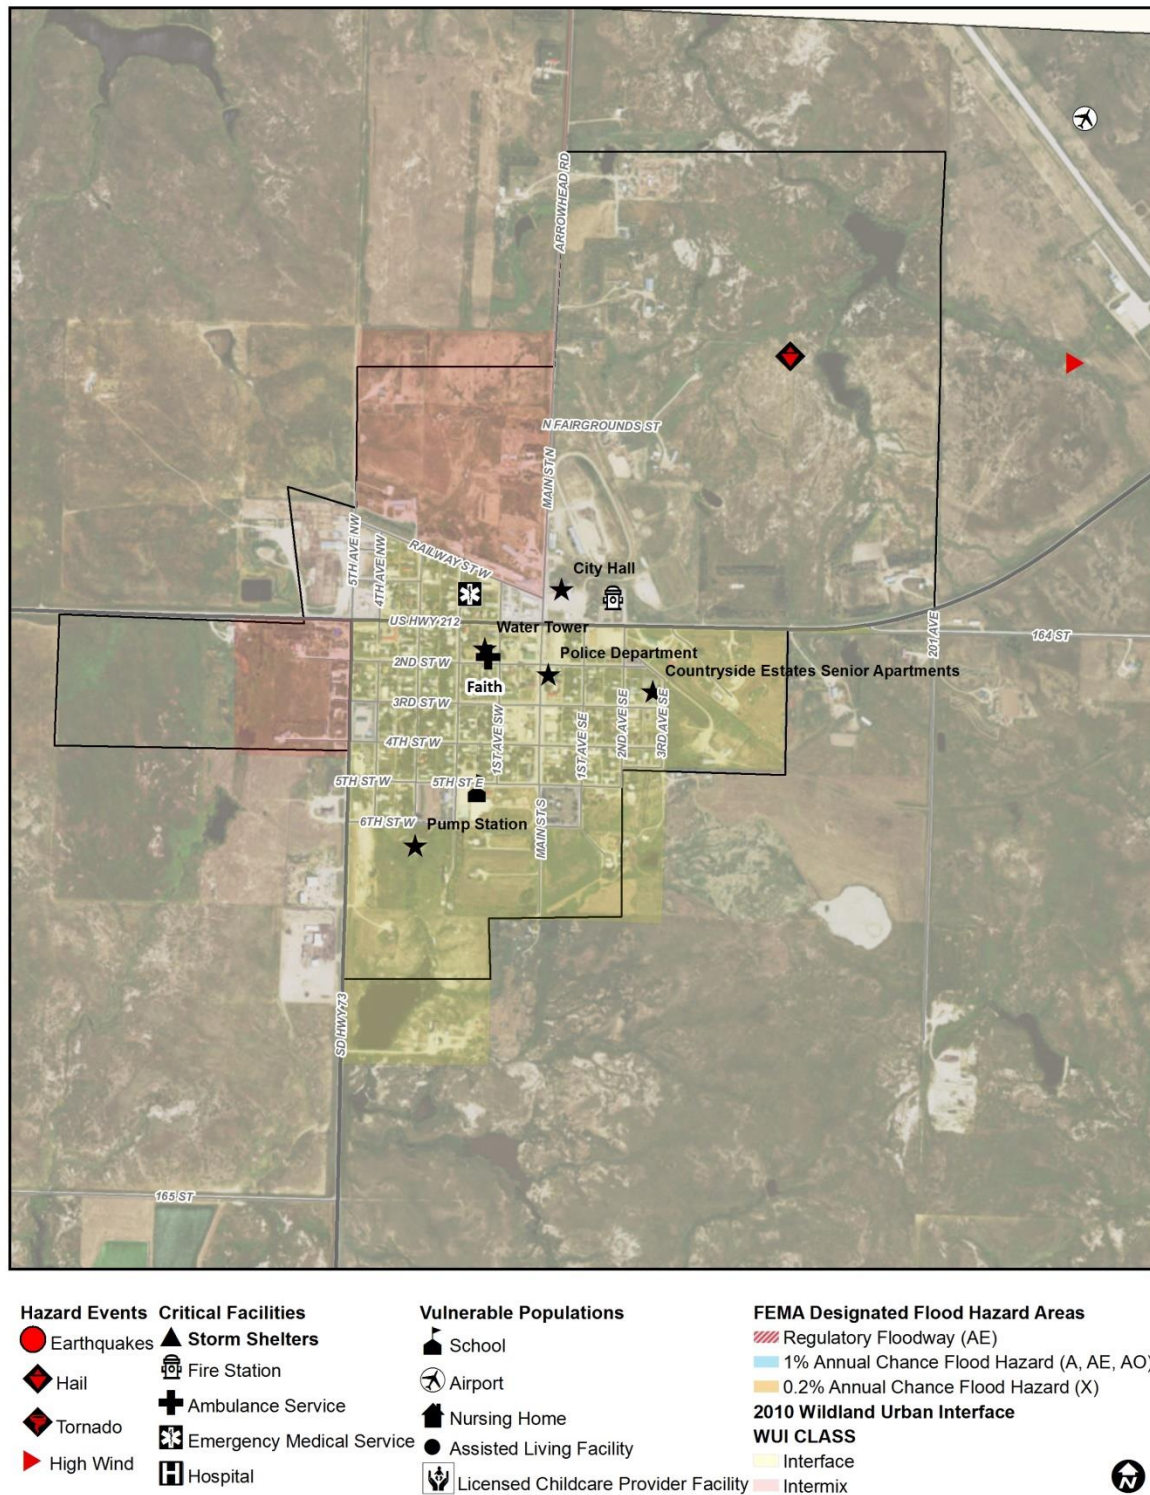 ARROWHEAD RD
N FAIRGROUNDS ST
MAIN ST N
5TH AVE NW
4TH AVE NW
RAILWAY ST W
City Hall
US HWY 212
Water Tower
201 AVE
164 ST
2ND ST W
Police Department
Countryside Estates Senior Apartments
Faith
3RD ST W
1ST AVE SW
1ST AVE SE
2ND AVE SE
3RD AVE SE
4TH ST W
5TH ST W
5TH ST E
6TH ST W
Pump Station
MAIN ST S
SD HWY 73
165 ST
Hazard Events
Earthquakes
Hail
Tornado
High Wind
Critical Facilities
Storm Shelters
Fire Station
Ambulance Service
Emergency Medical Service
H Hospital
Vulnerable Populations
School
Airport
Nursing Home
Assisted Living Facility
Licensed Childcare Provider Facility
FEMA Designated Flood Hazard Areas
Regulatory Floodway (AE)
1% Annual Chance Flood Hazard (A, AE, AO)
0.2% Annual Chance Flood Hazard (X)
2010 Wildland Urban Interface
WUI CLASS
Interface
Intermix
N